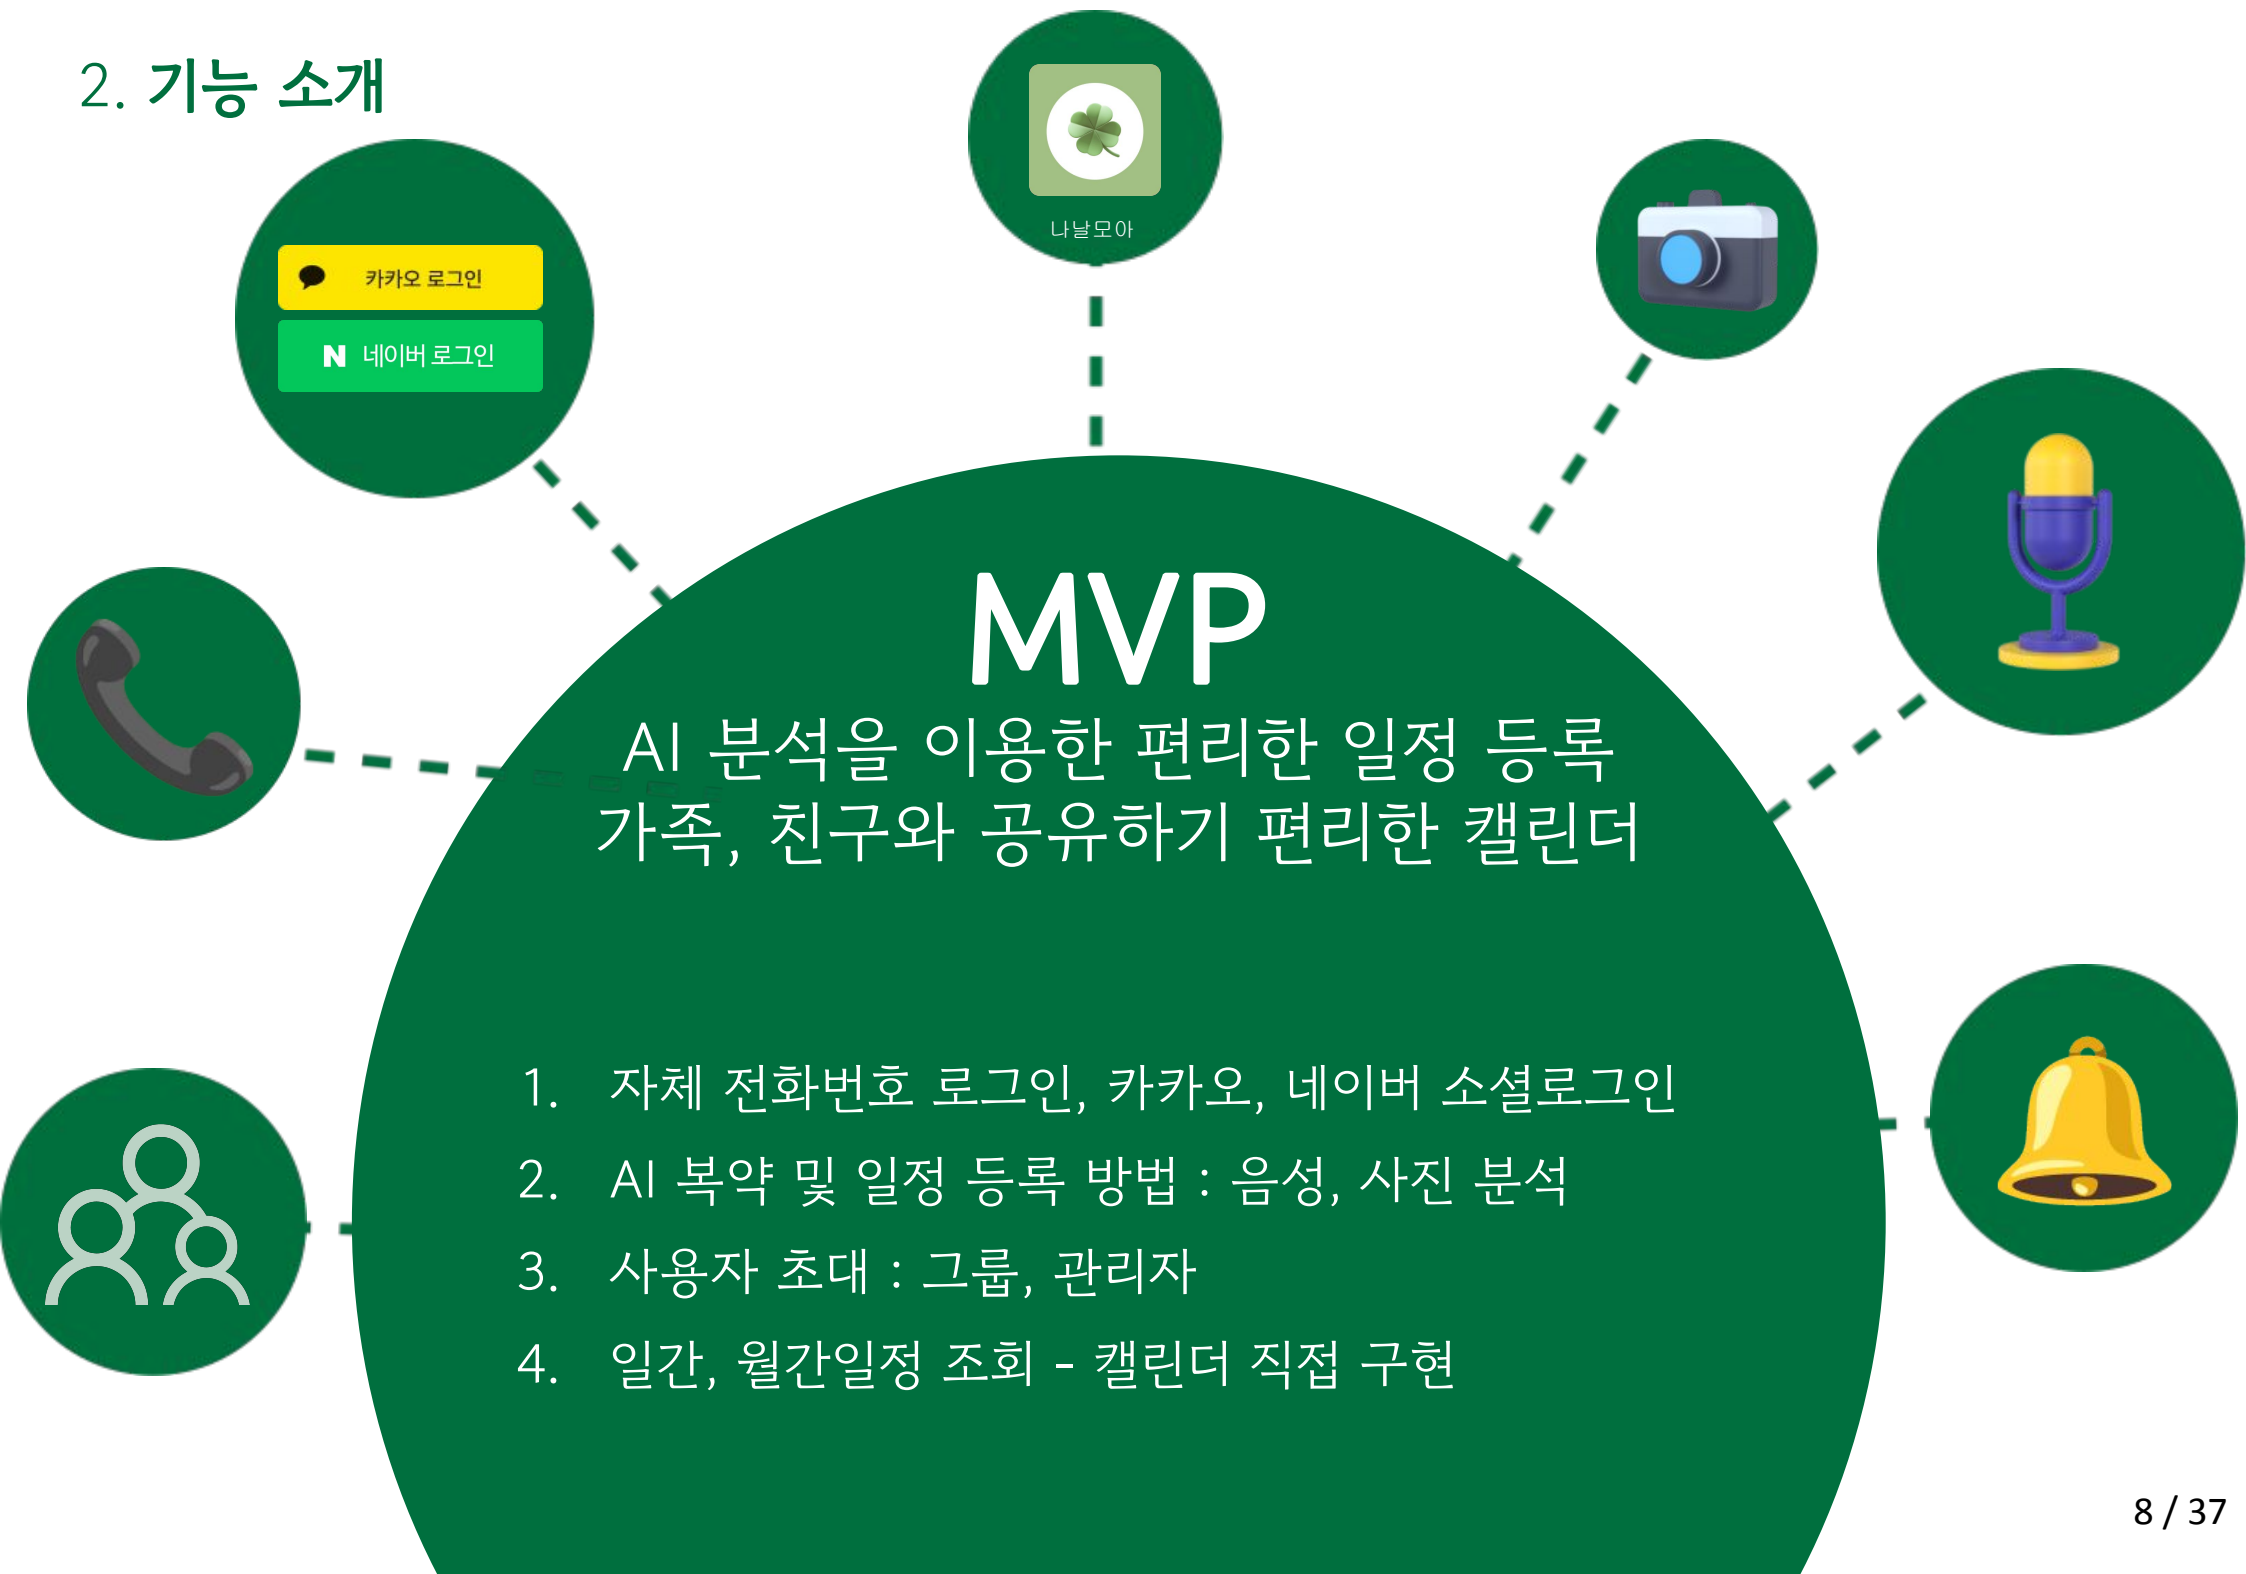 2. 기능 소개
나날모아
카카오 로그인
N 네이버 로그인
MVP
AI 분석을 이용한 편리한 일정 등록
가족, 친구와 공유하기 편리한 캘린더
1. 자체 전화번호 로그인, 카카오, 네이버 소셜로그인
2. AI 복약 및 일정 등록 방법 : 음성, 사진 분석
3. 사용자 초대 : 그룹, 관리자
4. 일간, 월간일정 조회 - 캘린더 직접 구현
8 / 37